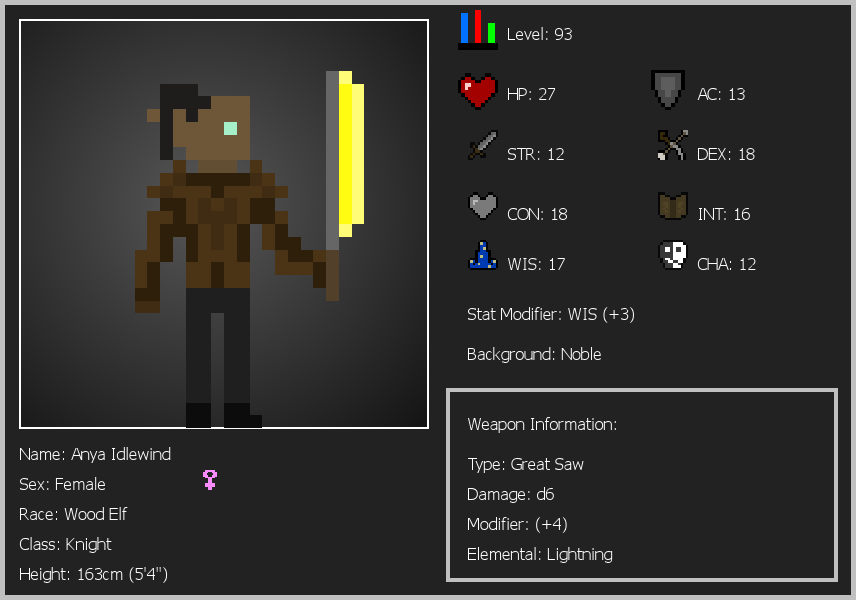 Level: 93
HP: 27
AC: 13
STR: 12
DEX: 18
CON: 18
INT: 16
WIS: 17
CHA: 12
Stat Modifier: WIS (+3)
Background: Noble
Weapon Information:
Type: Great Saw
Damage: d6
Modifier: (+4)
Elemental: Lightning
Name: Anya Idlewind
Sex: Female
Race: Wood Elf
Class: Knight
Height: 163cm (5'4")